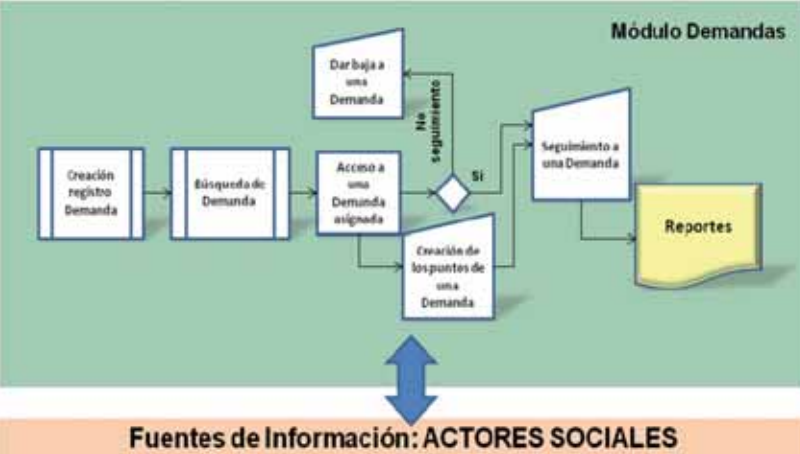 Módulo Demandas
Dar baja a
una
Demanda
No
seguimiento
Si
Creación
registro
Demanda
Búsqueda de
Demanda
Acceso a
una
Demanda
asignada
Creación de
los puntos de
una
Demanda
Seguimiento a
una Demanda
Reportes
Fuentes de Información: ACTORES SOCIALES